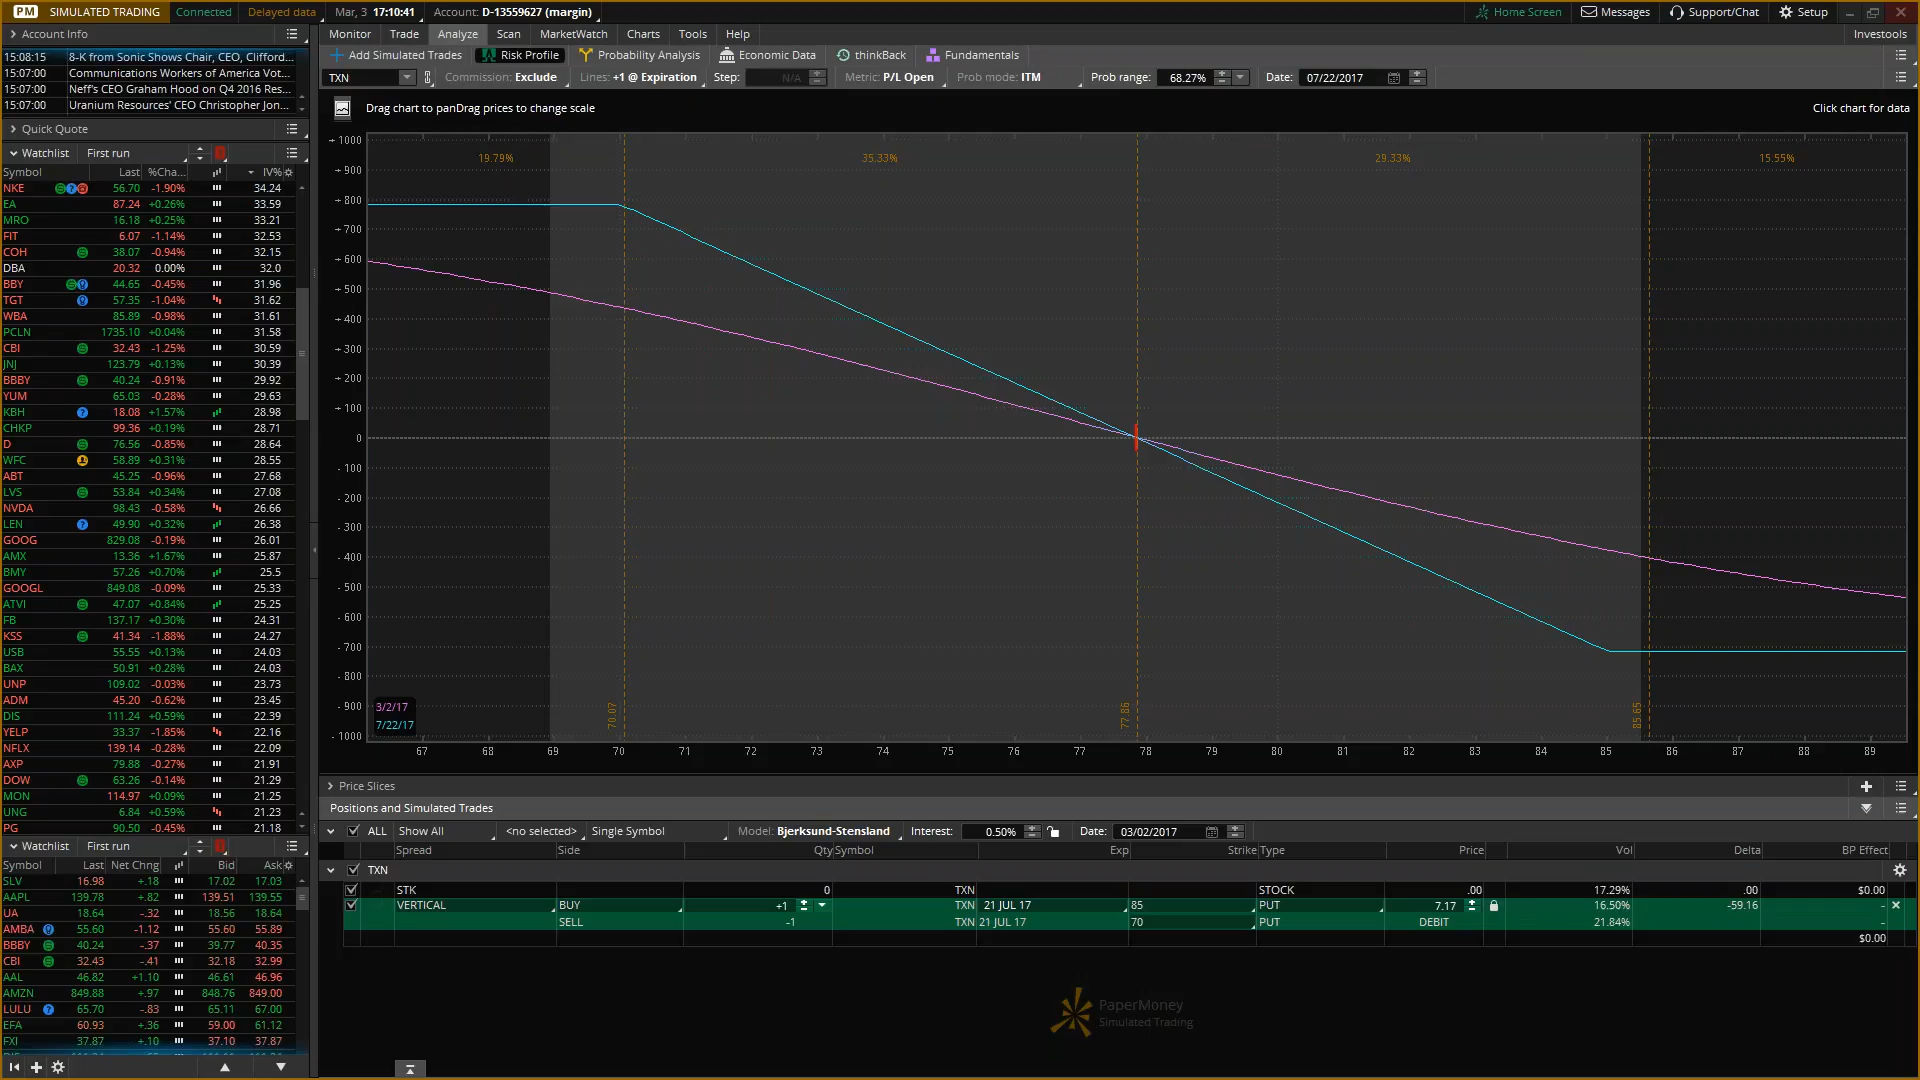 PM SIMULATED TRADING Connected Delayed data Mar, 3 17:10:41 Account: D-13559627 (margin) Home Screen Messages Support/Chat Setup
Account Info
15:08:15 8-K from Sonic Shows Chair, CEO, Clifford...
15:07:00 Communications Workers of America Vot...
15:07:00 Neff's CEO Graham Hood on Q4 2016 Res...
15:07:00 Uranium Resources' CEO Christopher Jon...
Quick Quote
Watchlist First run
Symbol Last %Cha... IV%
NKE 56.70 -1.90% 34.24
EA 87.24 +0.26% 33.59
MRO 16.18 +0.25% 33.21
FIT 6.07 -1.14% 32.53
COH 38.07 -0.94% 32.15
DBA 20.32 0.00% 32.0
BBY 44.65 -0.45% 31.96
TGT 57.35 -1.04% 31.62
WBA 85.89 -0.98% 31.61
PCLN 1735.10 +0.04% 31.58
CBI 32.43 -1.25% 30.59
JNJ 123.79 +0.13% 30.39
BBBY 40.24 -0.91% 29.92
YUM 65.03 -0.28% 29.63
KBH 18.08 +1.57% 28.98
CHKP 99.36 +0.19% 28.71
D 76.56 -0.85% 28.64
WFC 58.89 +0.31% 28.55
ABT 45.25 -0.96% 27.68
LVS 53.84 +0.34% 27.08
NVDA 98.43 -0.58% 26.66
LEN 49.90 +0.32% 26.38
GOOG 829.08 -0.19% 26.01
AMX 13.36 +1.67% 25.87
BMY 57.26 +0.70% 25.5
GOOGL 849.08 -0.09% 25.33
ATVI 47.07 +0.84% 25.25
FB 137.17 +0.30% 24.31
KSS 41.34 -1.88% 24.27
USB 55.55 +0.13% 24.03
BAX 50.91 +0.28% 24.03
UNP 109.02 -0.03% 23.73
ADM 45.20 -0.62% 23.45
DIS 111.24 +0.59% 22.39
YELP 33.37 -1.85% 22.16
NFLX 139.14 -0.28% 22.09
AXP 79.88 -0.27% 21.91
DOW 63.26 -0.14% 21.29
MON 114.97 +0.09% 21.25
UNG 6.84 +0.59% 21.23
PG 90.50 -0.45% 21.18
Watchlist First run
Symbol Last Net Chng Bid Ask
SLV 16.98 +.18 17.02 17.03
AAPL 139.78 +.82 139.51 139.55
UA 18.64 -.32 18.56 18.64
AMBA 55.60 -1.12 55.60 55.89
BBBY 40.24 -.37 39.77 40.35
CBI 32.43 -.41 32.18 32.99
AAL 46.82 +1.10 46.61 46.96
AMZN 849.88 +.97 848.76 849.00
LULU 65.70 -.83 65.11 67.00
EFA 60.93 +.36 59.00 61.12
FXI 37.87 +.10 37.10 37.87
Monitor Trade Analyze Scan MarketWatch Charts Tools Help Investools
Add Simulated Trades Risk Profile Probability Analysis Economic Data thinkBack Fundamentals
TXN Commission: Exclude Lines: +1 @ Expiration Step: N/A Metric: P/L Open Prob mode: ITM Prob range: 68.27% Date: 07/22/2017
Drag chart to panDrag prices to change scale Click chart for data
+ 1000
+ 900
+ 800
+ 700
+ 600
+ 500
+ 400
+ 300
+ 200
+ 100
0
- 100
- 200
- 300
- 400
- 500
- 600
- 700
- 800
- 900
- 1000
19.79% 35.33% 29.33% 15.55%
70.07 77.86 85.65
3/2/17
7/22/17
67 68 69 70 71 72 73 74 75 76 77 78 79 80 81 82 83 84 85 86 87 88 89
Price Slices
Positions and Simulated Trades
ALL Show All <no selected> Single Symbol Model: Bjerksund-Stensland Interest: 0.50% Date: 03/02/2017
Spread Side Qty Symbol Exp Strike Type Price Vol Delta BP Effect
TXN
STK 0 TXN STOCK .00 17.29% .00 $0.00
VERTICAL BUY +1 TXN 21 JUL 17 85 PUT 7.17 16.50% -59.16 -
SELL -1 TXN 21 JUL 17 70 PUT DEBIT 21.84% -
$0.00
PaperMoney
Simulated Trading